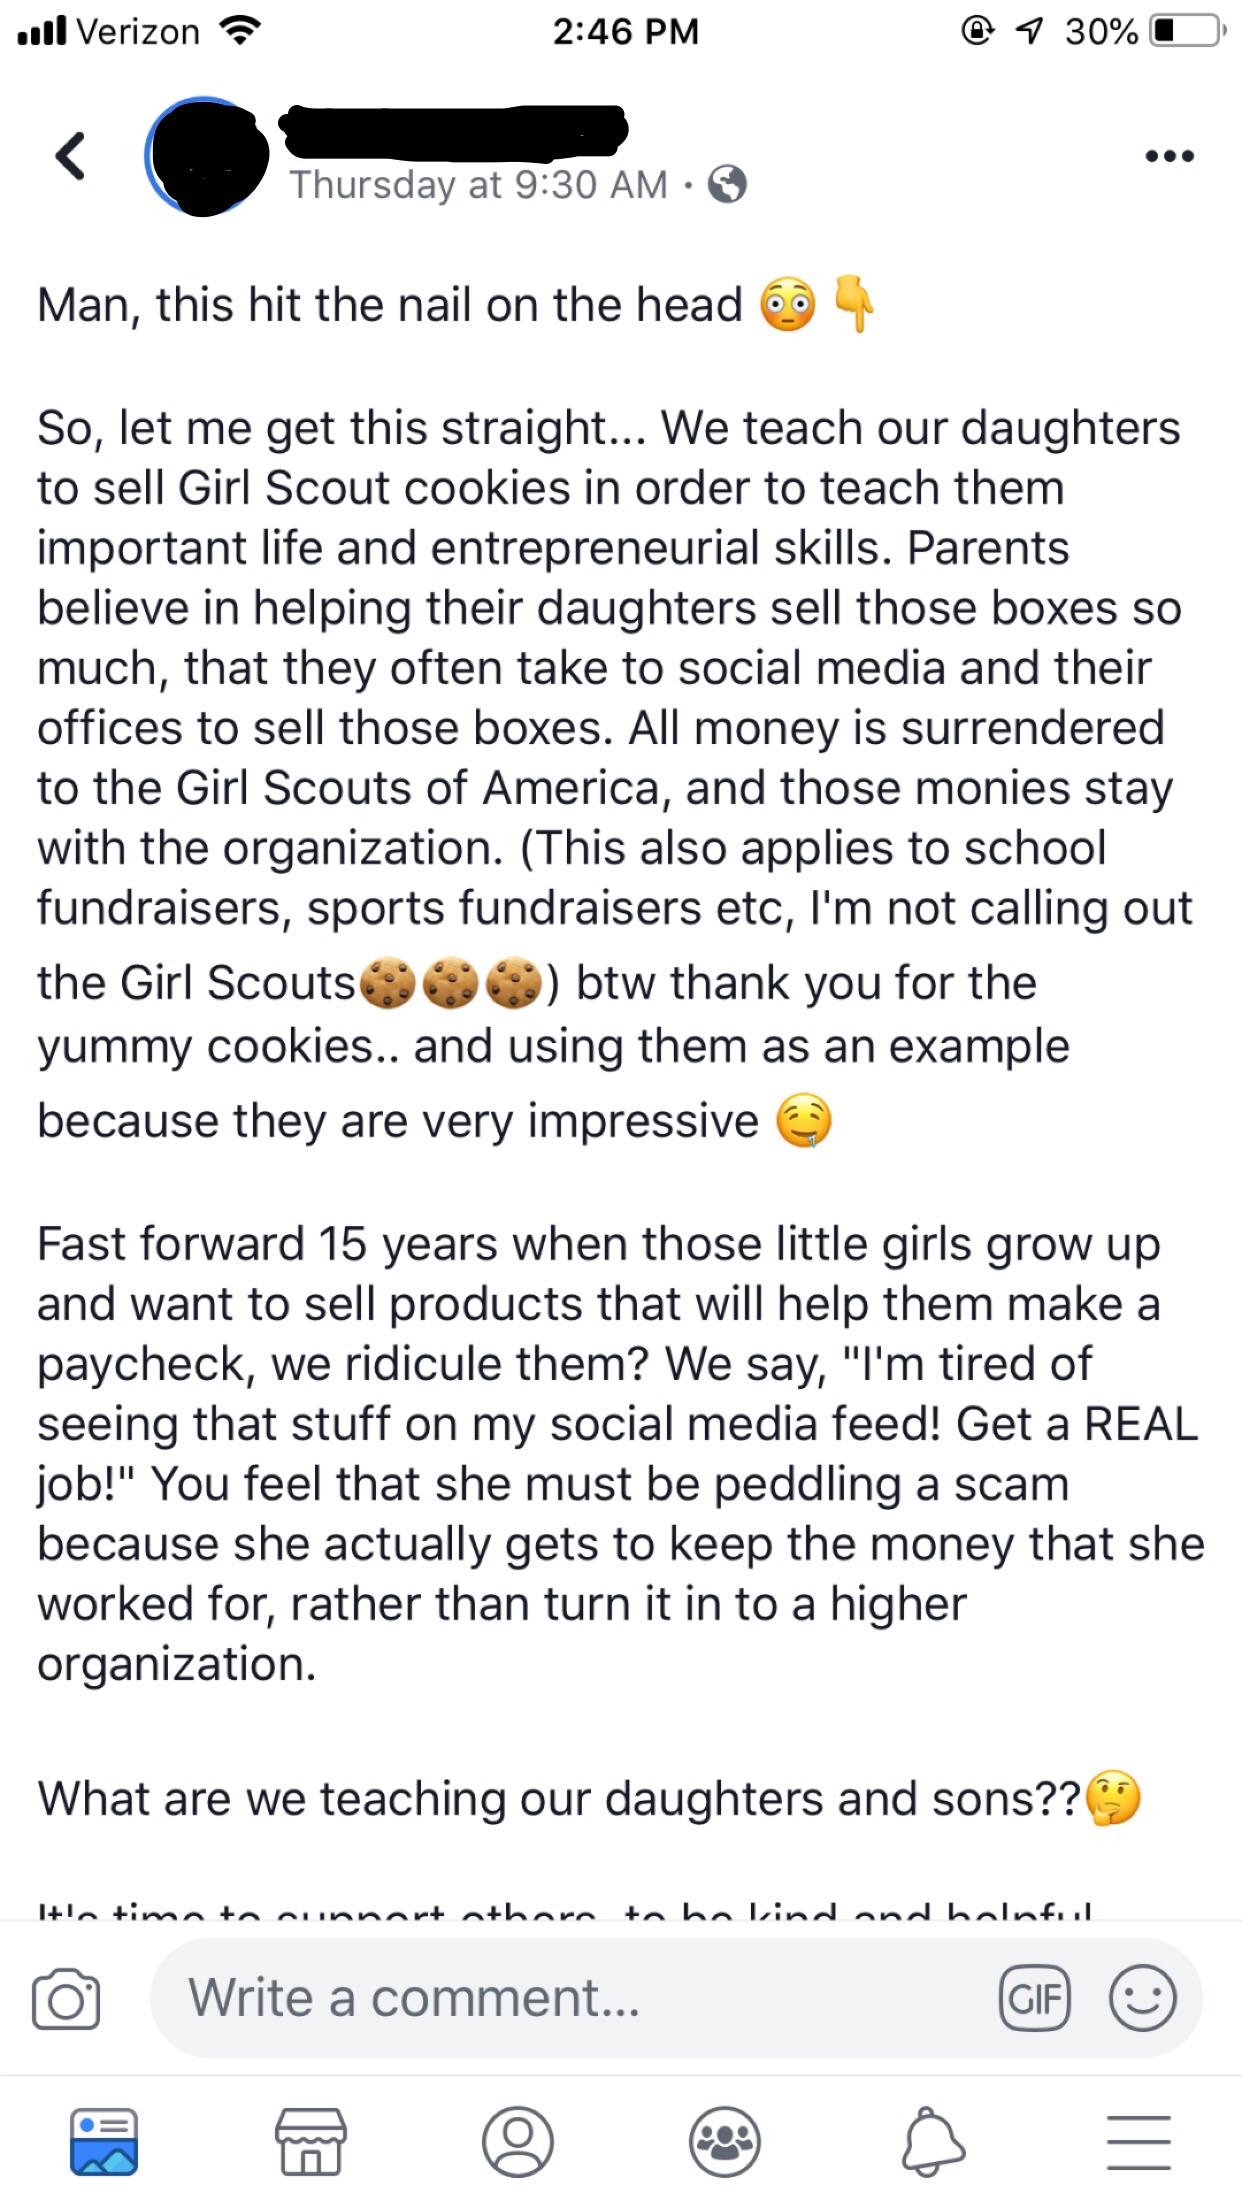 Verizon 2:46 PM 30%
Thursday at 9:30 AM ·
Man, this hit the nail on the head 😳 👇
So, let me get this straight... We teach our daughters
to sell Girl Scout cookies in order to teach them
important life and entrepreneurial skills. Parents
believe in helping their daughters sell those boxes so
much, that they often take to social media and their
offices to sell those boxes. All money is surrendered
to the Girl Scouts of America, and those monies stay
with the organization. (This also applies to school
fundraisers, sports fundraisers etc, I'm not calling out
the Girl Scouts🍪🍪🍪) btw thank you for the
yummy cookies.. and using them as an example
because they are very impressive 🤤
Fast forward 15 years when those little girls grow up
and want to sell products that will help them make a
paycheck, we ridicule them? We say, "I'm tired of
seeing that stuff on my social media feed! Get a REAL
job!" You feel that she must be peddling a scam
because she actually gets to keep the money that she
worked for, rather than turn it in to a higher
organization.
What are we teaching our daughters and sons??🤔
It's time to support others, to be kind and helpful
Write a comment...
GIF